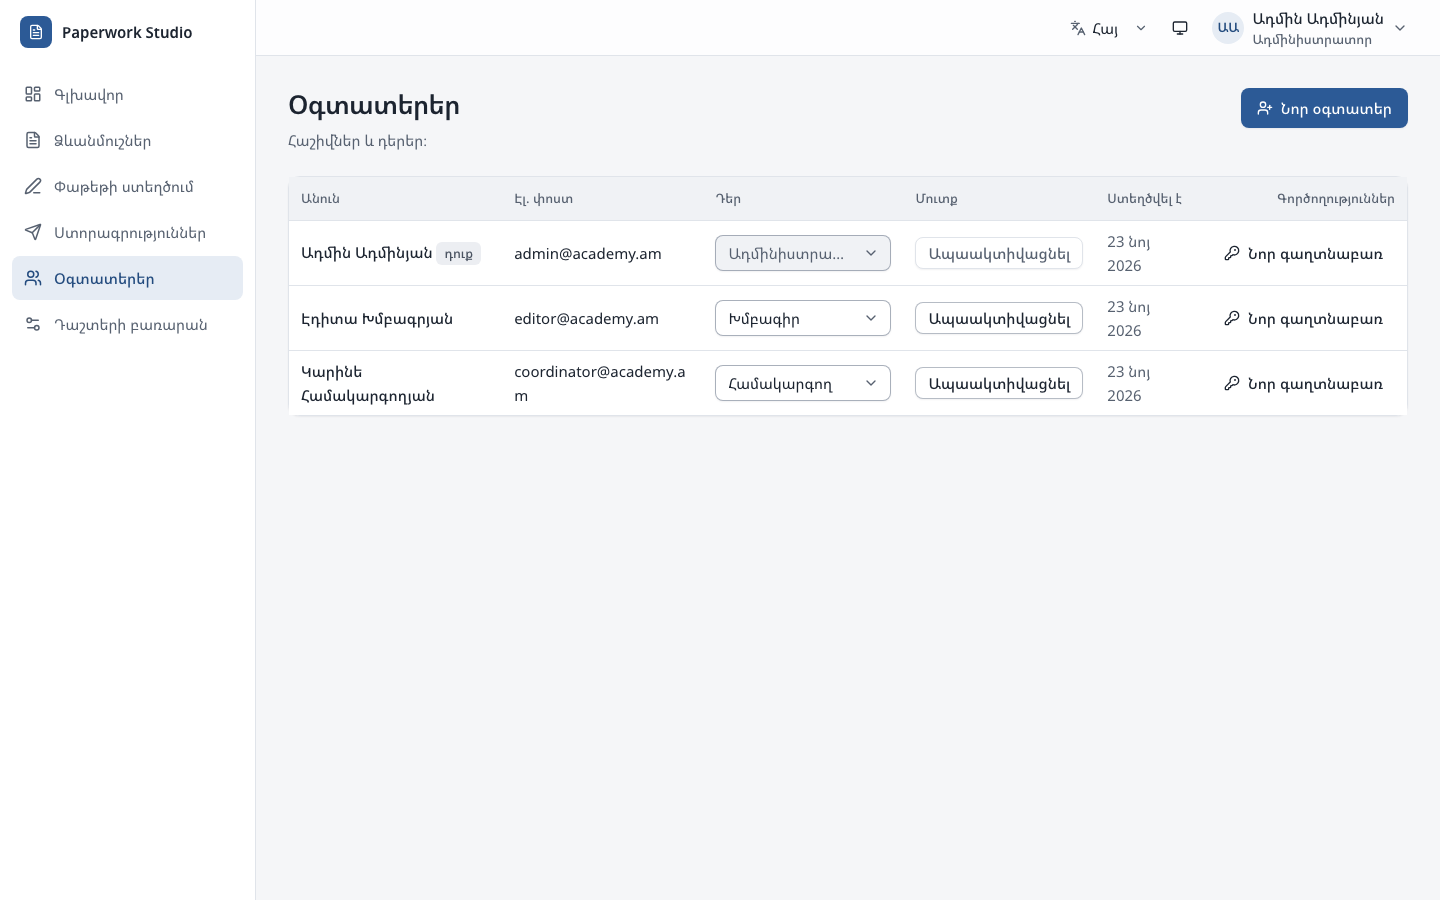 Paperwork Studio
Հայ
ԱԱ
Ադմին Ադմինյան
Ադմինիստրատոր
Գլխավոր
Ձևանմուշներ
Փաթեթի ստեղծում
Ստորագրություններ
Օգտատերեր
Դաշտերի բառարան
Օգտատերեր
Հաշիվներ և դերեր։
Նոր օգտատեր
Անուն Էլ. փոստ Դեր Մուտք Ստեղծվել է Գործողություններ
Ադմին Ադմինյան դուք admin@academy.am Ադմինիստրա... Ապաակտիվացնել 23 նոյ
2026
Նոր գաղտնաբառ
Էդիտա Խմբագրյան editor@academy.am Խմբագիր Ապաակտիվացնել 23 նոյ
2026
Նոր գաղտնաբառ
Կարինե
Համակարգողյան
coordinator@academy.a
m
Համակարգող Ապաակտիվացնել 23 նոյ
2026
Նոր գաղտնաբառ